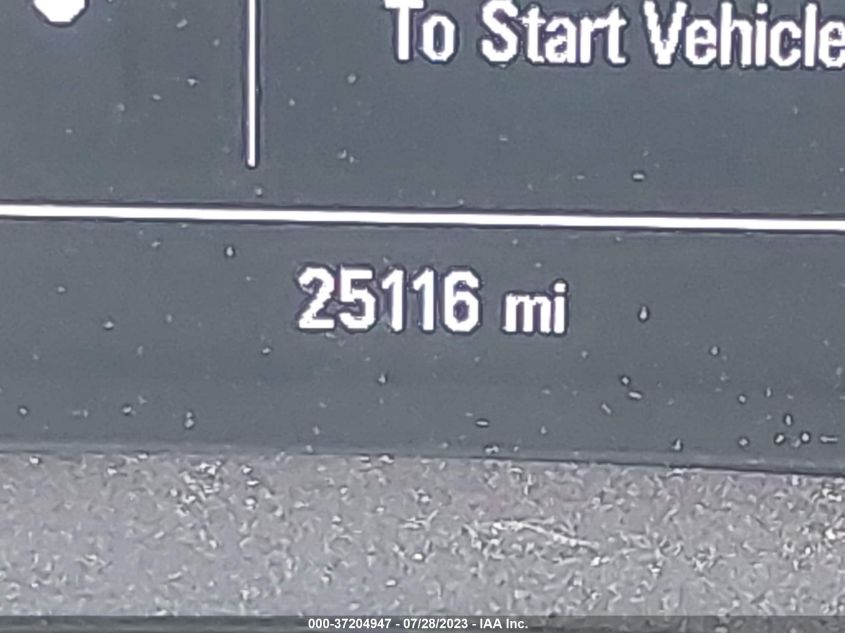 To Start Vehicle
25116 mi
000-37204947 - 07/28/2023 - IAA Inc.